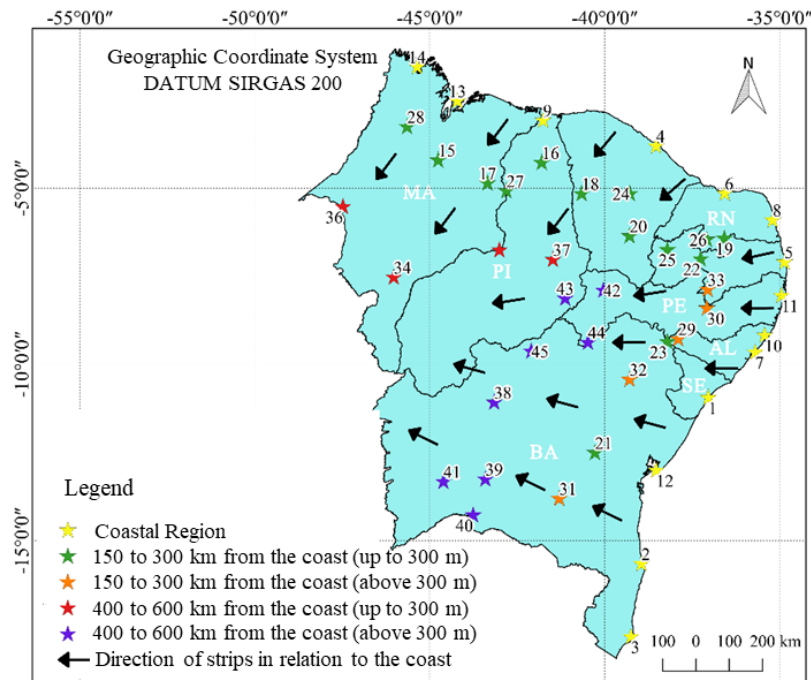 -55°0'0" -50°0'0" -45°0'0" -40°0'0" -35°0'0"
Geographic Coordinate System
DATUM SIRGAS 200
N
14
13
9
4
28
15
16
17
27
18
24
-5°0'0"
MA
6
RN
8
36
20
26
19
25
22
5
34
PI
37
33
43
42
PE
30
11
44
29
45
23
AL
10
7
32
SE
38
1
-10°0'0"
21
BA
12
41
39
31
40
-15°0'0"
2
3
Legend
Coastal Region
150 to 300 km from the coast (up to 300 m)
150 to 300 km from the coast (above 300 m)
400 to 600 km from the coast (up to 300 m)
400 to 600 km from the coast (above 300 m)
Direction of strips in relation to the coast
100 0 100 200 km